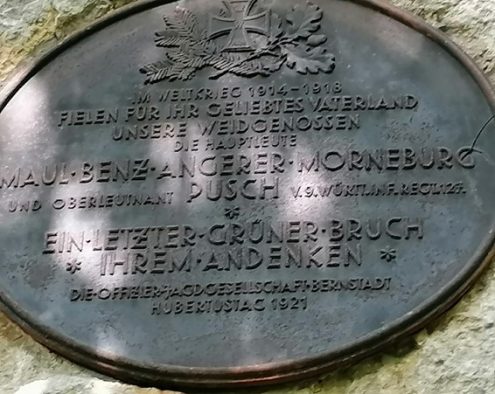 IM WELTKRIEG 1914–1918
FIELEN FÜR IHR GELIEBTES VATERLAND
UNSERE WEIDGENOSSEN
DIE HAUPTLEUTE
MAUL·BENZ·ANGERER·MORNEBURG
UND OBERLEUTNANT PUSCH V.9.WÜRTT.INF.REGT.127.
*
EIN·LETZTER·GRÜNER·BRUCH
* IHREM·ANDENKEN *
DIE·OFFIZIER·JAGDGESELLSCHAFT·BERNSTADT
HUBERTUSTAG 1921